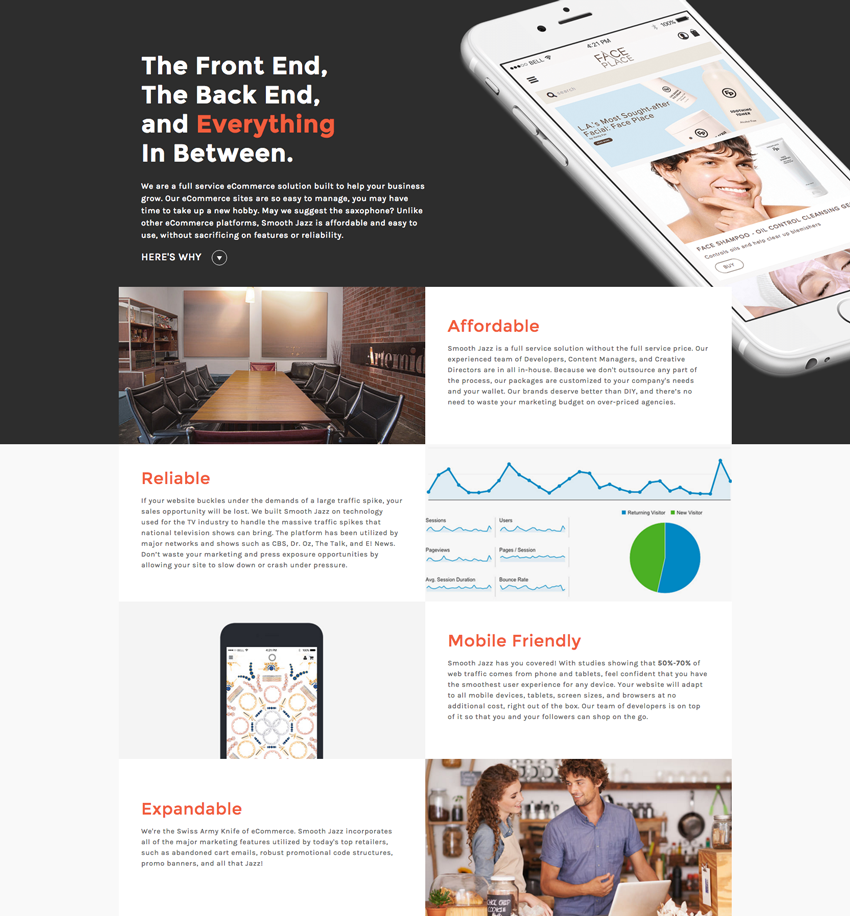 The Front End,
The Back End,
and Everything
In Between.
We are a full service eCommerce solution built to help your business
grow. Our eCommerce sites are so easy to manage, you may have
time to take up a new hobby. May we suggest the saxophone? Unlike
other eCommerce platforms, Smooth Jazz is affordable and easy to
use, without sacrificing on features or reliability.
HERE'S WHY
BELL
4:21 PM
100%
FACE
PLACE
search
L.A.'s Most Sought-after
Facial: Face Place
SOOTHING
TONER
FACE SHAMPOO - OIL CONTROL CLEANSING GE
Controls oils and help clear up blemishers
BUY
Artemic
Affordable
Smooth Jazz is a full service solution without the full service price. Our
experienced team of Developers, Content Managers, and Creative
Directors are in all in-house. Because we don't outsource any part of
the process, our packages are customized to your company's needs
and your wallet. Our brands deserve better than DIY, and there's no
need to waste your marketing budget on over-priced agencies.
Reliable
If your website buckles under the demands of a large traffic spike, your
sales opportunity will be lost. We built Smooth Jazz on technology
used for the TV industry to handle the massive traffic spikes that
national television shows can bring. The platform has been utilized by
major networks and shows such as CBS, Dr. Oz, The Talk, and E! News.
Don't waste your marketing and press exposure opportunities by
allowing your site to slow down or crash under pressure.
Returning Visitor New Visitor
Sessions Users
Pageviews Pages / Session
Avg. Session Duration Bounce Rate
4:21 PM
Mobile Friendly
Smooth Jazz has you covered! With studies showing that 50%-70% of
web traffic comes from phone and tablets, feel confident that you have
the smoothest user experience for any device. Your website will adapt
to all mobile devices, tablets, screen sizes, and browsers at no
additional cost, right out of the box. Our team of developers is on top
of it so that you and your followers can shop on the go.
Expandable
We're the Swiss Army Knife of eCommerce. Smooth Jazz incorporates
all of the major marketing features utilized by today's top retailers,
such as abandoned cart emails, robust promotional code structures,
promo banners, and all that Jazz!